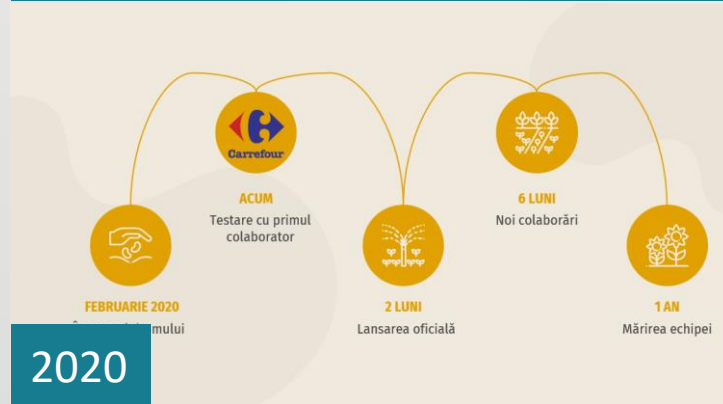 Carrefour
ACUM
Testare cu primul
colaborator
6 LUNI
Noi colaborări
FEBRUARIE 2020
2 LUNI
Lansarea oficială
1 AN
Mărirea echipei
2020